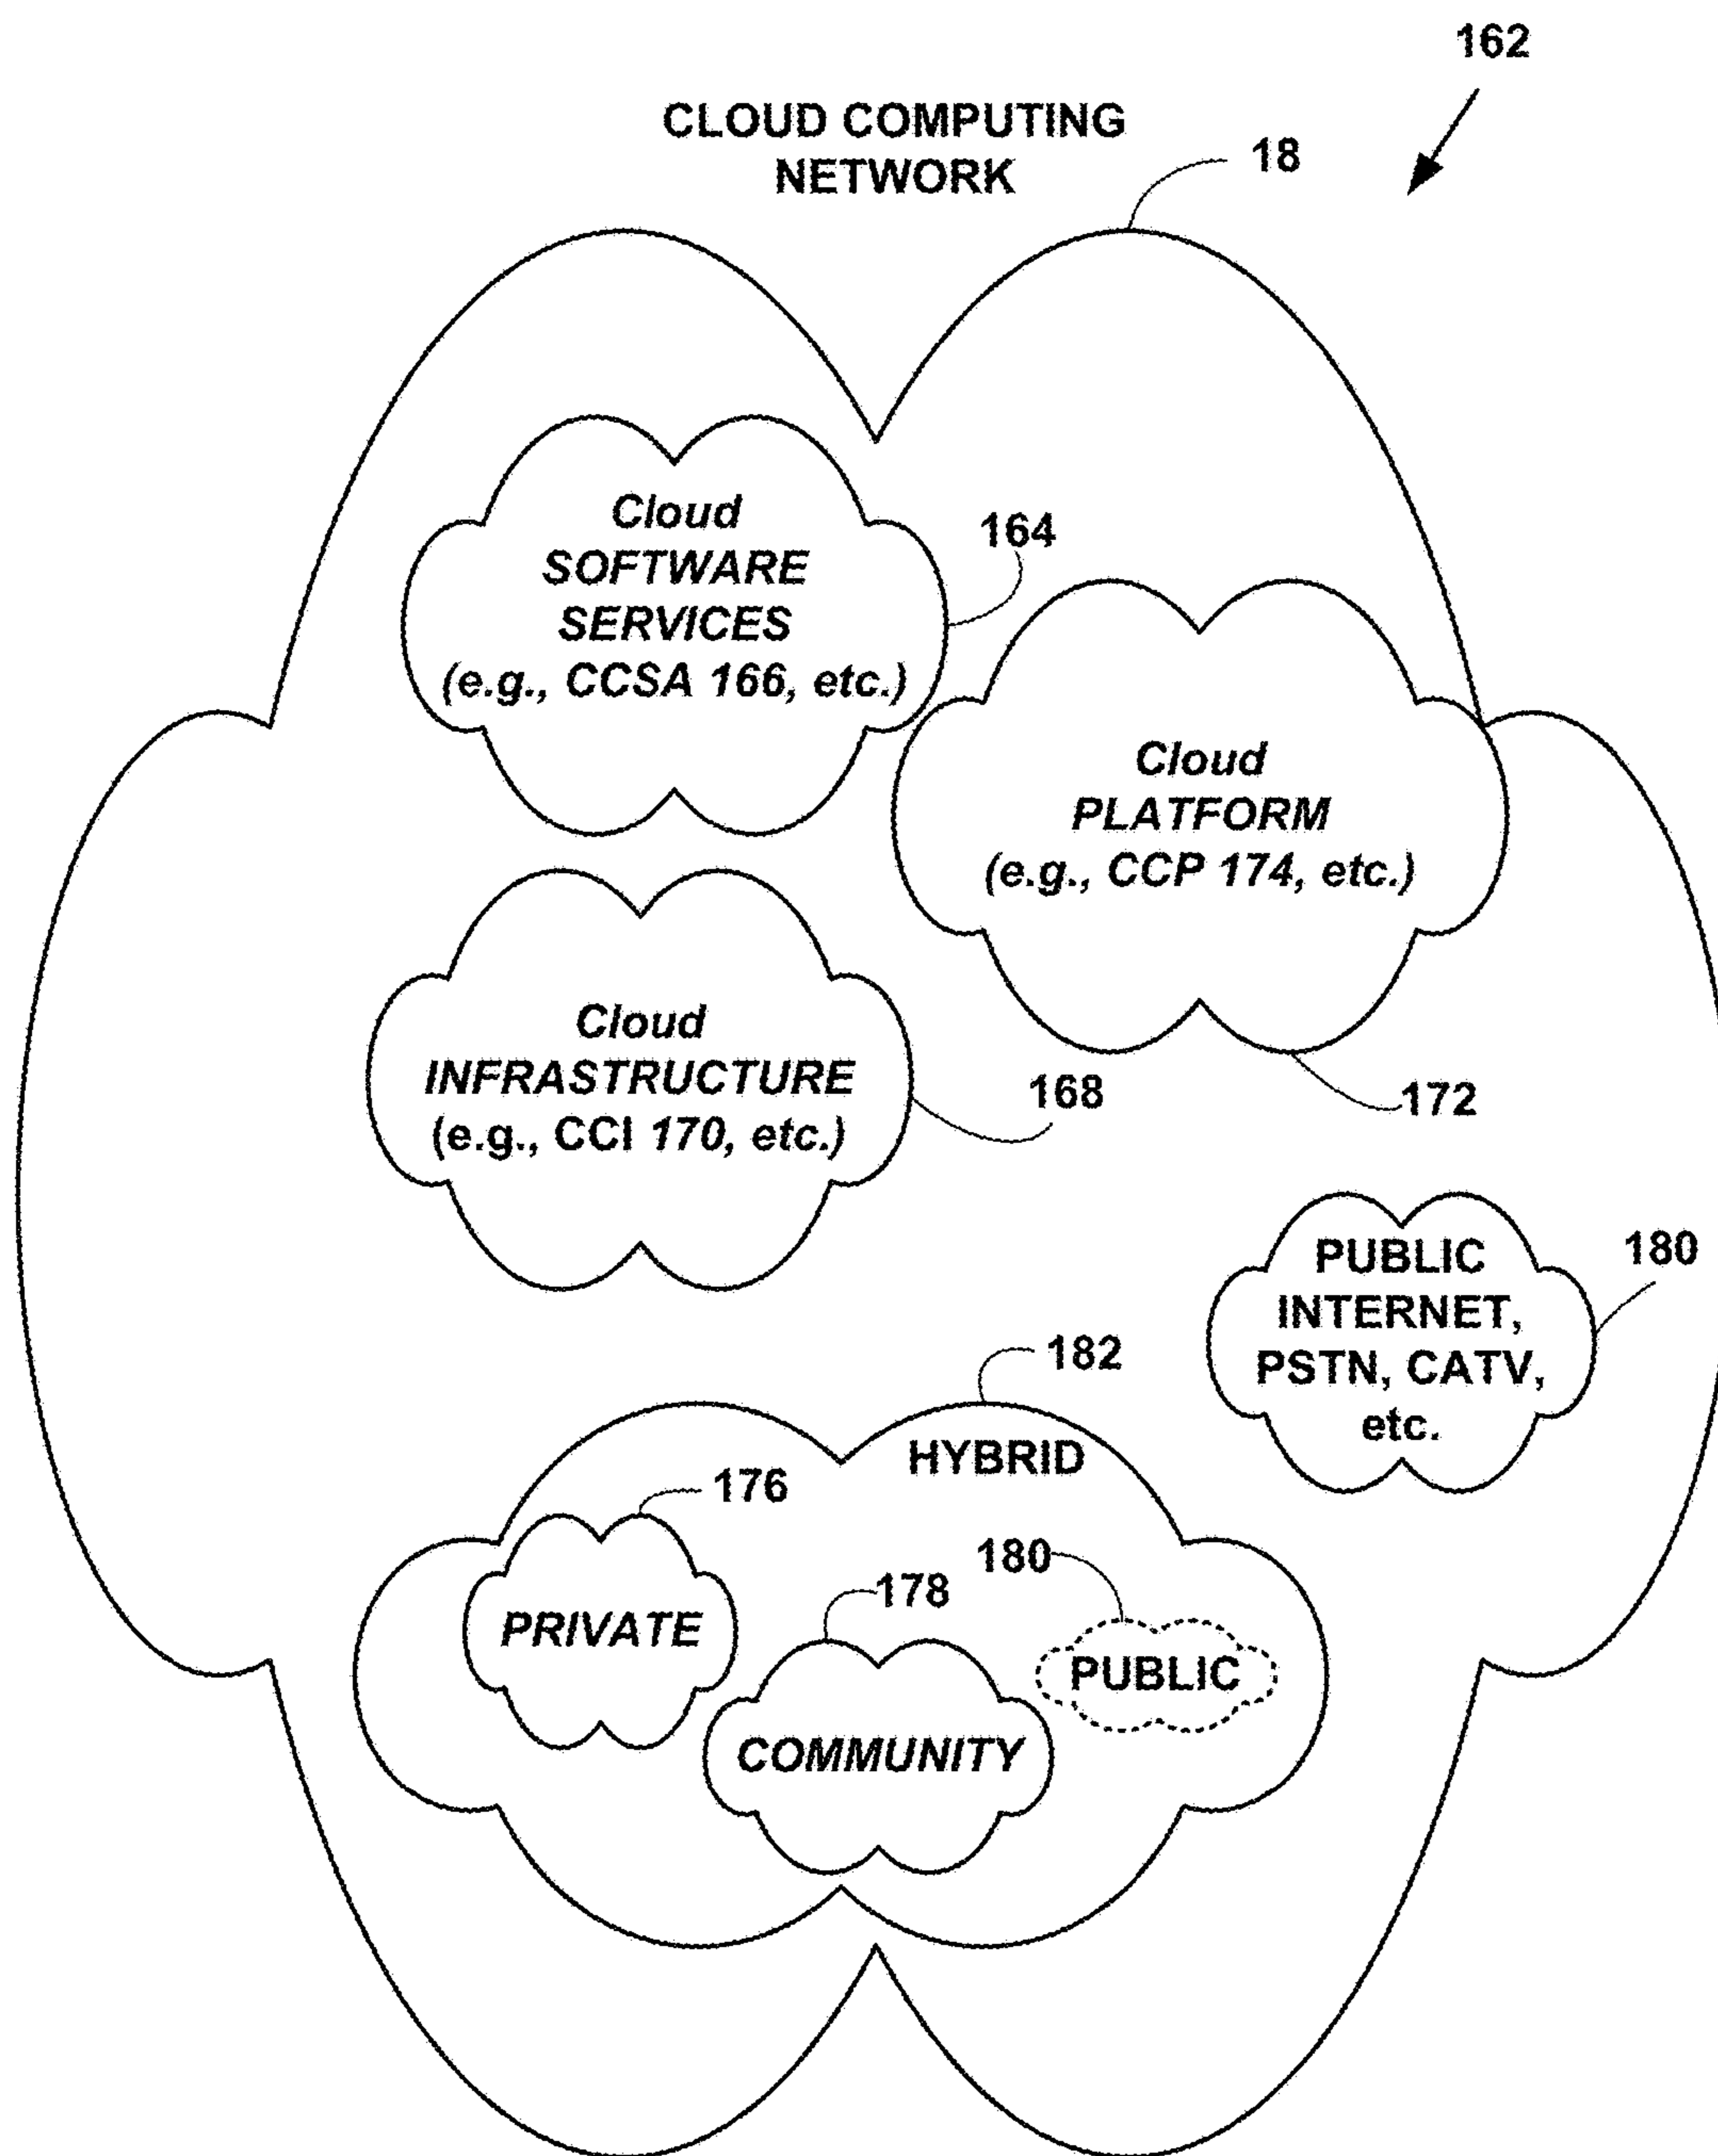 162
CLOUD COMPUTING
NETWORK
18
Cloud
SOFTWARE
SERVICES
(e.g., CCSA 166, etc.)
164
Cloud
PLATFORM
(e.g., CCP 174, etc.)
172
Cloud
INFRASTRUCTURE
(e.g., CCI 170, etc.)
168
PUBLIC
INTERNET,
PSTN, CATV,
etc.
180
182
HYBRID
176
PRIVATE
178
COMMUNITY
180
PUBLIC